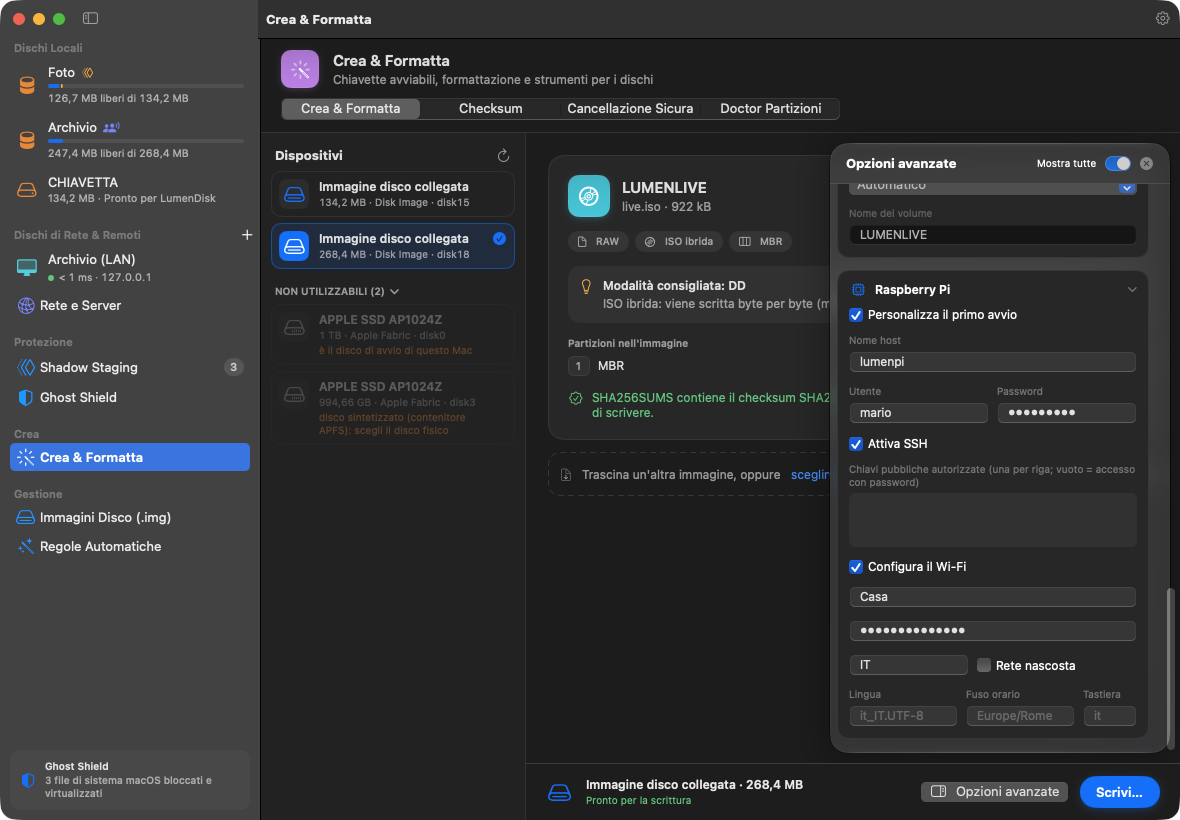 Crea & Formatta
Dischi Locali
Foto
126,7 MB liberi di 134,2 MB
Archivio
247,4 MB liberi di 268,4 MB
CHIAVETTA
134,2 MB · Pronto per LumenDisk
Dischi di Rete & Remoti
Archivio (LAN)
< 1 ms · 127.0.0.1
Rete e Server
Protezione
Shadow Staging
3
Ghost Shield
Crea
Crea & Formatta
Gestione
Immagini Disco (.img)
Regole Automatiche
Ghost Shield
3 file di sistema macOS bloccati e
virtualizzati
Crea & Formatta
Chiavette avviabili, formattazione e strumenti per i dischi
Crea & Formatta
Checksum
Cancellazione Sicura
Doctor Partizioni
Dispositivi
Immagine disco collegata
134,2 MB · Disk Image · disk15
Immagine disco collegata
268,4 MB · Disk Image · disk18
NON UTILIZZABILI (2)
APPLE SSD AP1024Z
1 TB · Apple Fabric · disk0
è il disco di avvio di questo Mac
APPLE SSD AP1024Z
994,66 GB · Apple Fabric · disk3
disco sintetizzato (contenitore
APFS): scegli il disco fisico
LUMENLIVE
live.iso · 922 kB
RAW
ISO ibrida
MBR
Modalità consigliata: DD
ISO ibrida: viene scritta byte per byte (m
Partizioni nell'immagine
1
MBR
SHA256SUMS contiene il checksum SHA2
di scrivere.
Trascina un'altra immagine, oppure sceglin
Opzioni avanzate
Mostra tutte
Automatico
Nome del volume
LUMENLIVE
Raspberry Pi
Personalizza il primo avvio
Nome host
lumenpi
Utente
Password
mario
●●●●●●●●●
Attiva SSH
Chiavi pubbliche autorizzate (una per riga; vuoto = accesso
con password)
Configura il Wi-Fi
Casa
●●●●●●●●●●●●●●
IT
Rete nascosta
Lingua
Fuso orario
Tastiera
it_IT.UTF-8
Europe/Rome
it
Immagine disco collegata · 268,4 MB
Pronto per la scrittura
Opzioni avanzate
Scrivi...